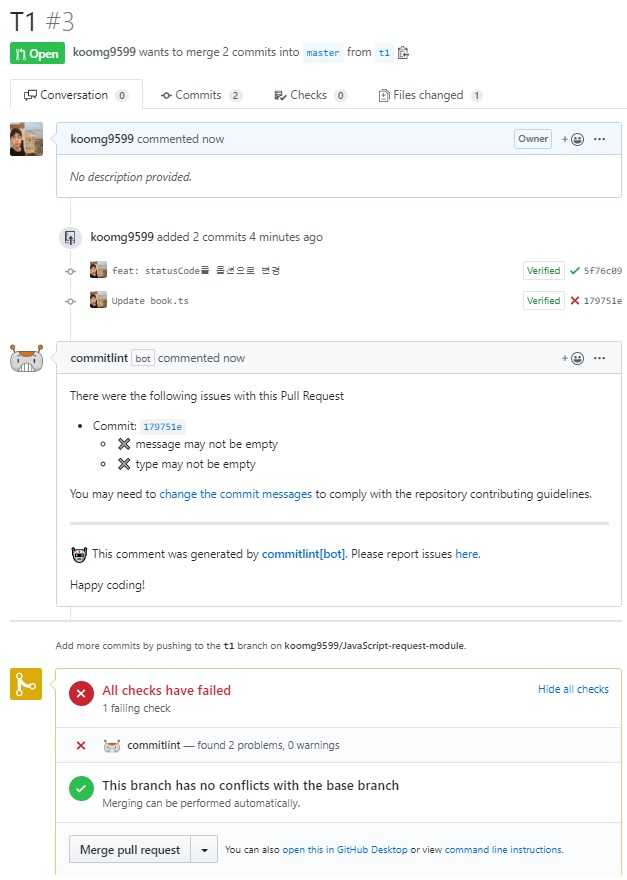 T1 #3
Open koomg9599 wants to merge 2 commits into master from t1
Conversation 0 Commits 2 Checks 0 Files changed 1
koomg9599 commented now Owner
No description provided.
koomg9599 added 2 commits 4 minutes ago
feat: statusCode를 옵션으로 변경 Verified 5f76c09
Update book.ts Verified 179751e
commitlint bot commented now
There were the following issues with this Pull Request
Commit: 179751e
message may not be empty
type may not be empty
You may need to change the commit messages to comply with the repository contributing guidelines.
This comment was generated by commitlint[bot]. Please report issues here.
Happy coding!
Add more commits by pushing to the t1 branch on koomg9599/JavaScript-request-module.
All checks have failed Hide all checks
1 failing check
commitlint — found 2 problems, 0 warnings
This branch has no conflicts with the base branch
Merging can be performed automatically.
Merge pull request You can also open this in GitHub Desktop or view command line instructions.